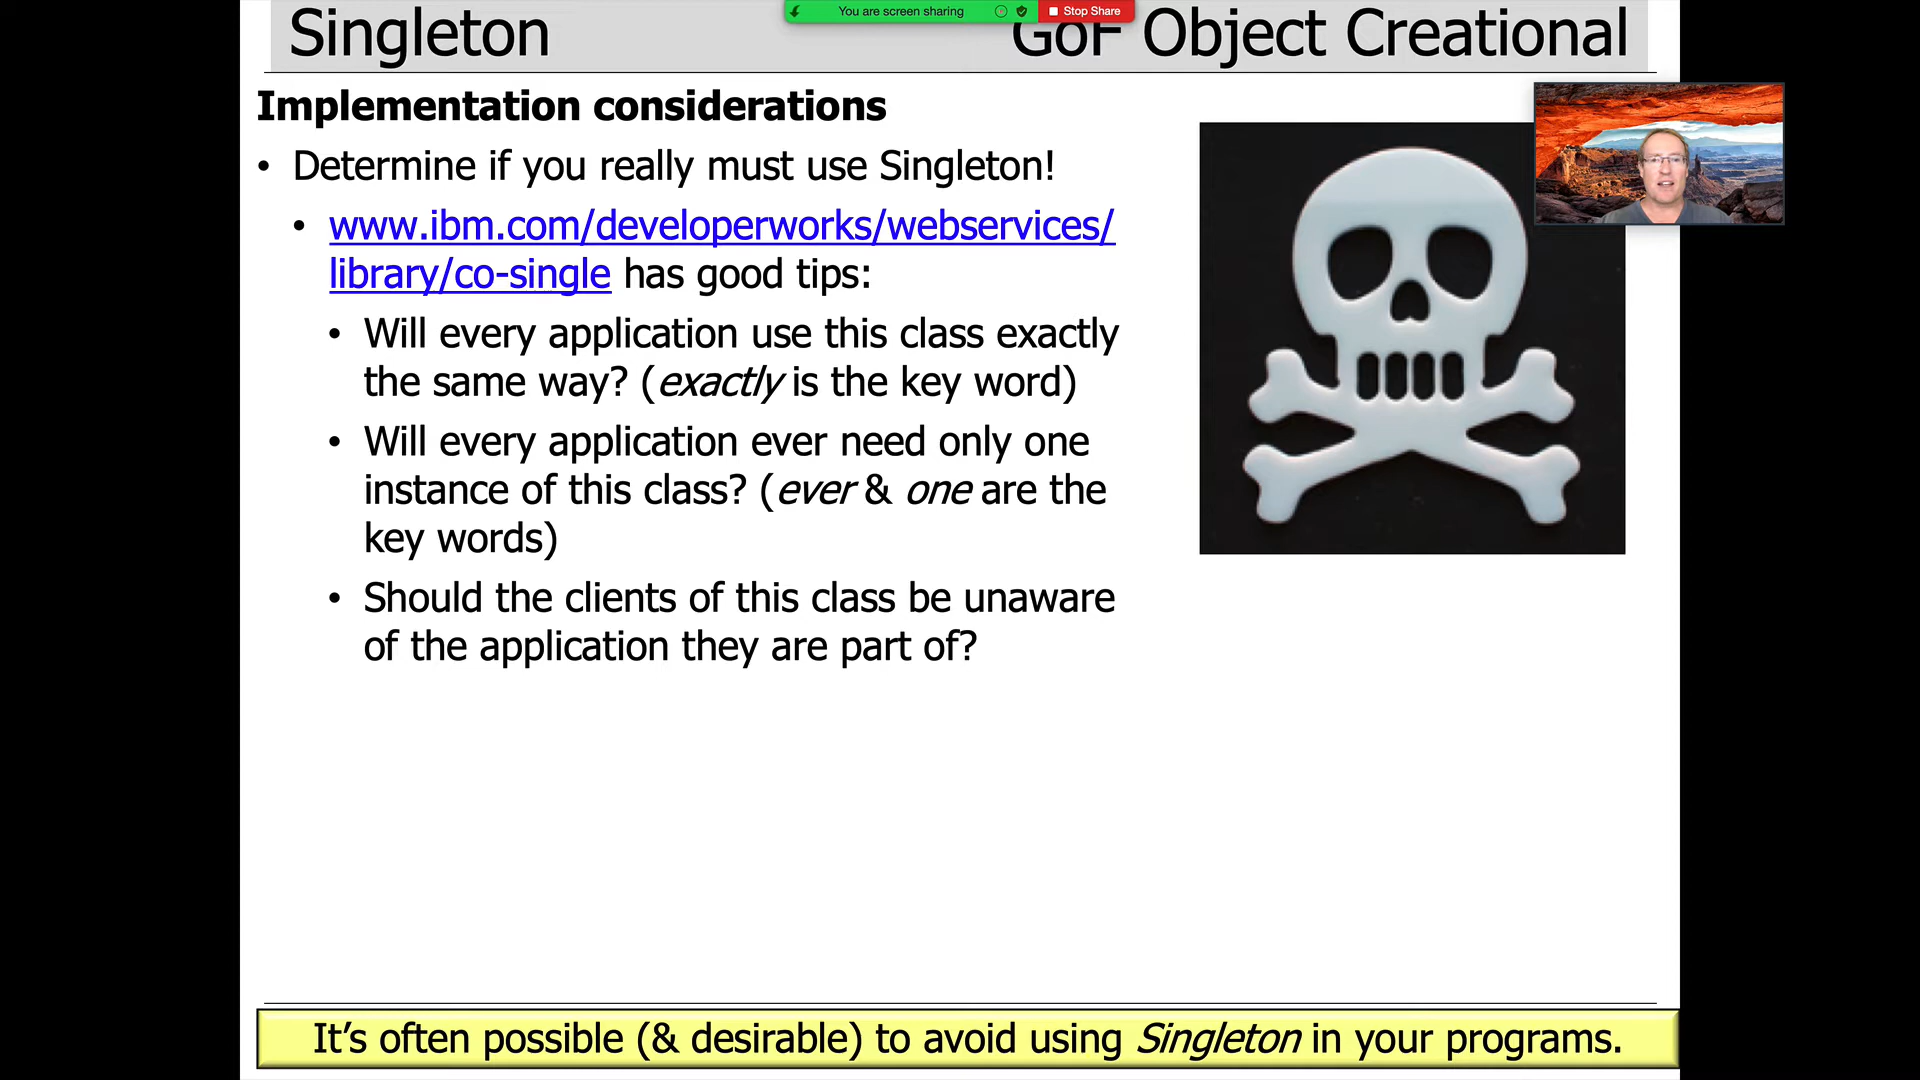 You are screen sharing Stop Share
Singleton GoF Object Creational
Implementation considerations
• Determine if you really must use Singleton!
• www.ibm.com/developerworks/webservices/
library/co-single has good tips:
• Will every application use this class exactly
the same way? (exactly is the key word)
• Will every application ever need only one
instance of this class? (ever & one are the
key words)
• Should the clients of this class be unaware
of the application they are part of?
It’s often possible (& desirable) to avoid using Singleton in your programs.